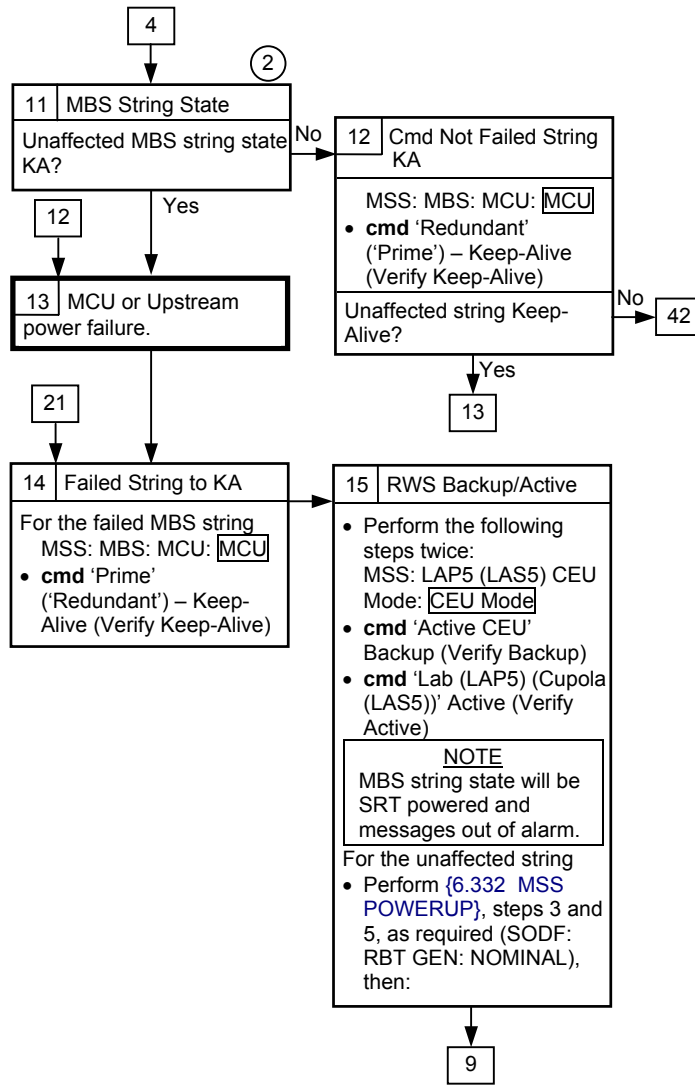 4
2
11 MBS String State
Unaffected MBS string state
KA?
No
Yes
12 Cmd Not Failed String
KA
MSS: MBS: MCU: MCU
• cmd 'Redundant'
('Prime') – Keep-Alive
(Verify Keep-Alive)
Unaffected string Keep-
Alive?
No
42
Yes
13
12
13 MCU or Upstream
power failure.
21
14 Failed String to KA
For the failed MBS string
MSS: MBS: MCU: MCU
• cmd 'Prime'
('Redundant') – Keep-
Alive (Verify Keep-Alive)
15 RWS Backup/Active
• Perform the following
steps twice:
MSS: LAP5 (LAS5) CEU
Mode: CEU Mode
• cmd 'Active CEU'
Backup (Verify Backup)
• cmd 'Lab (LAP5) (Cupola
(LAS5))' Active (Verify
Active)
NOTE
MBS string state will be
SRT powered and
messages out of alarm.
For the unaffected string
• Perform {6.332 MSS
POWERUP}, steps 3 and
5, as required (SODF:
RBT GEN: NOMINAL),
then:
9